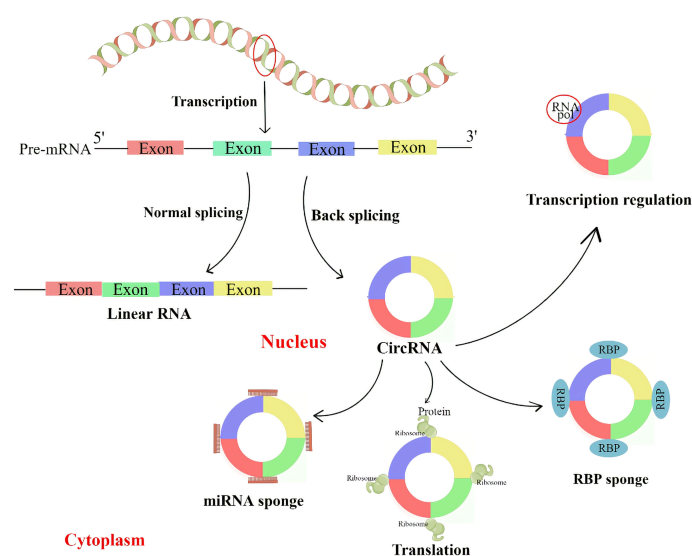 Transcription
RNA
pol
5'
3'
Pre-mRNA
Exon
Exon
Exon
Exon
Transcription regulation
Normal splicing
Back splicing
Exon
Exon
Exon
Exon
Linear RNA
Nucleus
CircRNA
RBP
RBP
RBP
RBP
RBP sponge
miRNA sponge
Protein
Ribosome
Ribosome
Ribosome
Ribosome
Translation
Cytoplasm